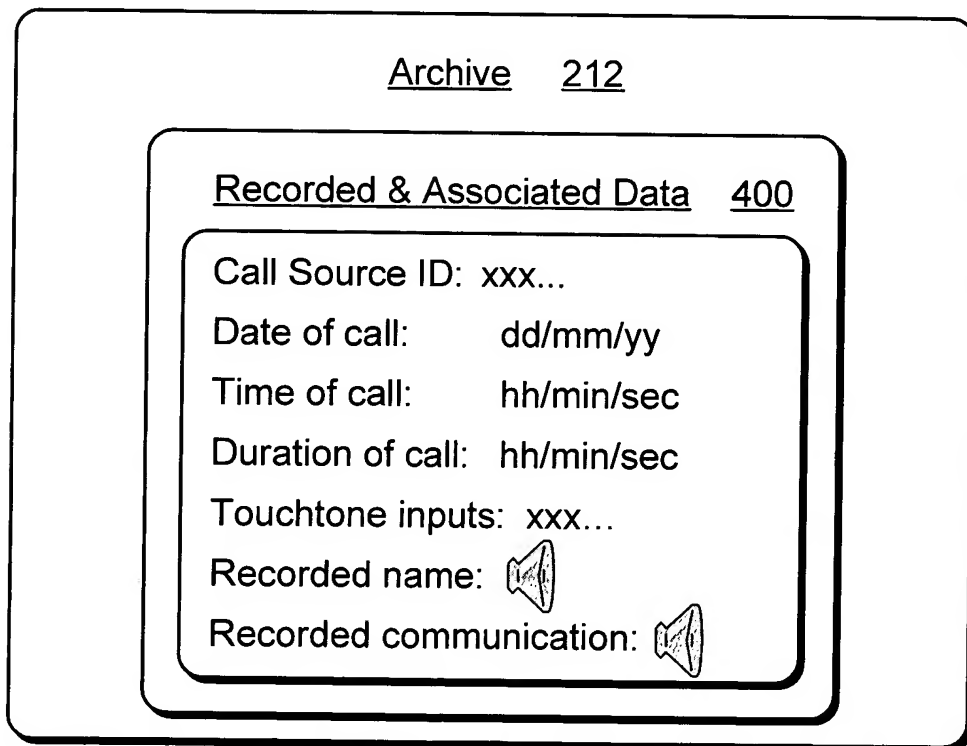 Archive 212
Recorded & Associated Data 400
Call Source ID: xxx...
Date of call: dd/mm/yy
Time of call: hh/min/sec
Duration of call: hh/min/sec
Touchtone inputs: xxx...
Recorded name:
Recorded communication: